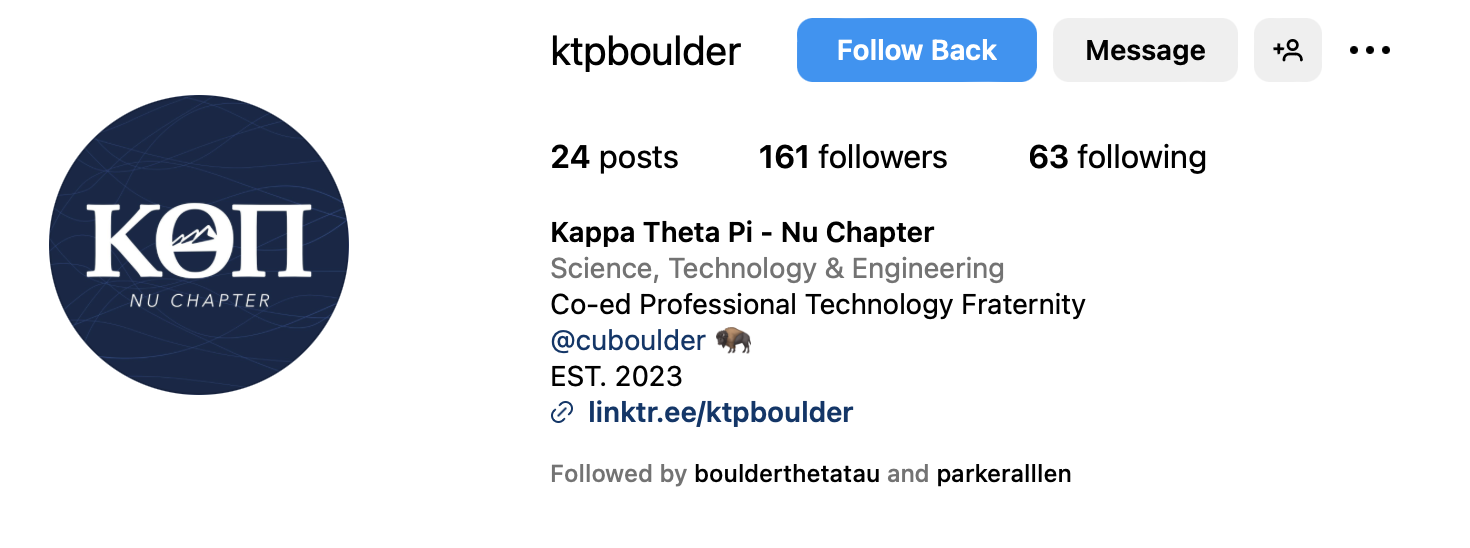 ktpboulder Follow Back Message
24 posts 161 followers 63 following
ΚΘΠ
NU CHAPTER
Kappa Theta Pi - Nu Chapter
Science, Technology & Engineering
Co-ed Professional Technology Fraternity
@cuboulder
EST. 2023
linktr.ee/ktpboulder
Followed by boulderthetatau and parkeralllen